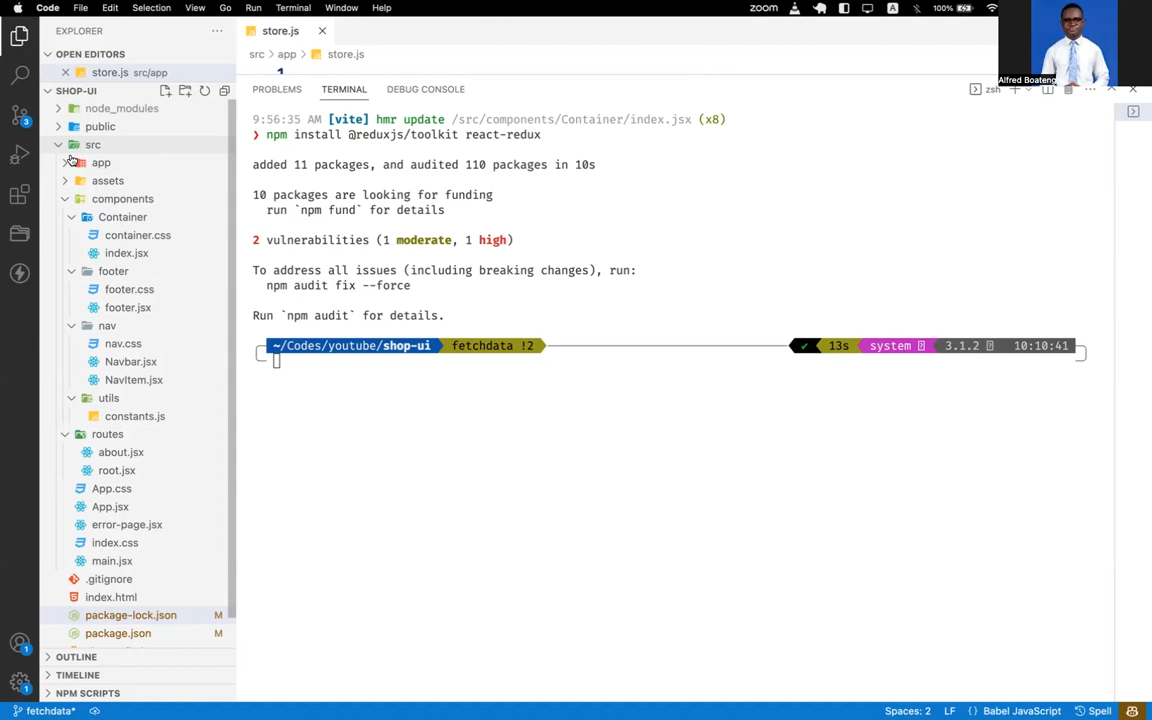 Code File Edit Selection View Go Run Terminal Window Help
zoom A 100%
Alfred Boateng
EXPLORER
OPEN EDITORS
store.js src/app
SHOP-UI
node_modules
public
src
app
assets
components
Container
container.css
index.jsx
footer
footer.css
footer.jsx
nav
nav.css
Navbar.jsx
NavItem.jsx
utils
constants.js
routes
about.jsx
root.jsx
App.css
App.jsx
error-page.jsx
index.css
main.jsx
.gitignore
index.html
package-lock.json M
package.json M
OUTLINE
TIMELINE
NPM SCRIPTS
3
1
1
store.js
src > app > store.js
1
PROBLEMS TERMINAL DEBUG CONSOLE
zsh
9:56:35 AM [vite] hmr update /src/components/Container/index.jsx (x8)
❯ npm install @reduxjs/toolkit react-redux
added 11 packages, and audited 110 packages in 10s
10 packages are looking for funding
run `npm fund` for details
2 vulnerabilities (1 moderate, 1 high)
To address all issues (including breaking changes), run:
npm audit fix --force
Run `npm audit` for details.
~/Codes/youtube/shop-ui fetchdata !2 ✓ 13s system 3.1.2 10:10:41
fetchdata* Spaces: 2 LF {} Babel JavaScript Spell